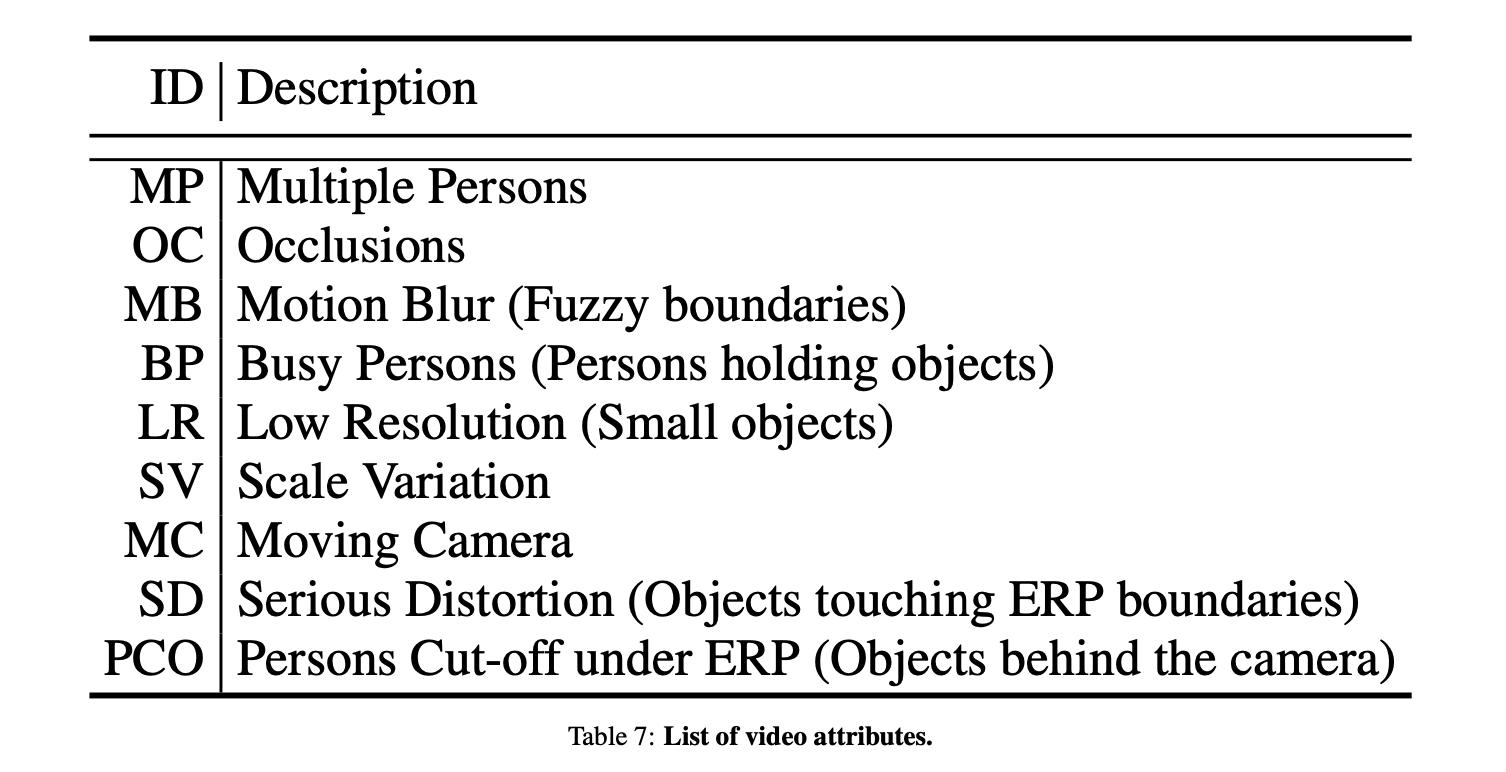 ID Description
MP Multiple Persons
OC Occlusions
MB Motion Blur (Fuzzy boundaries)
BP Busy Persons (Persons holding objects)
LR Low Resolution (Small objects)
SV Scale Variation
MC Moving Camera
SD Serious Distortion (Objects touching ERP boundaries)
PCO Persons Cut-off under ERP (Objects behind the camera)
Table 7: List of video attributes.